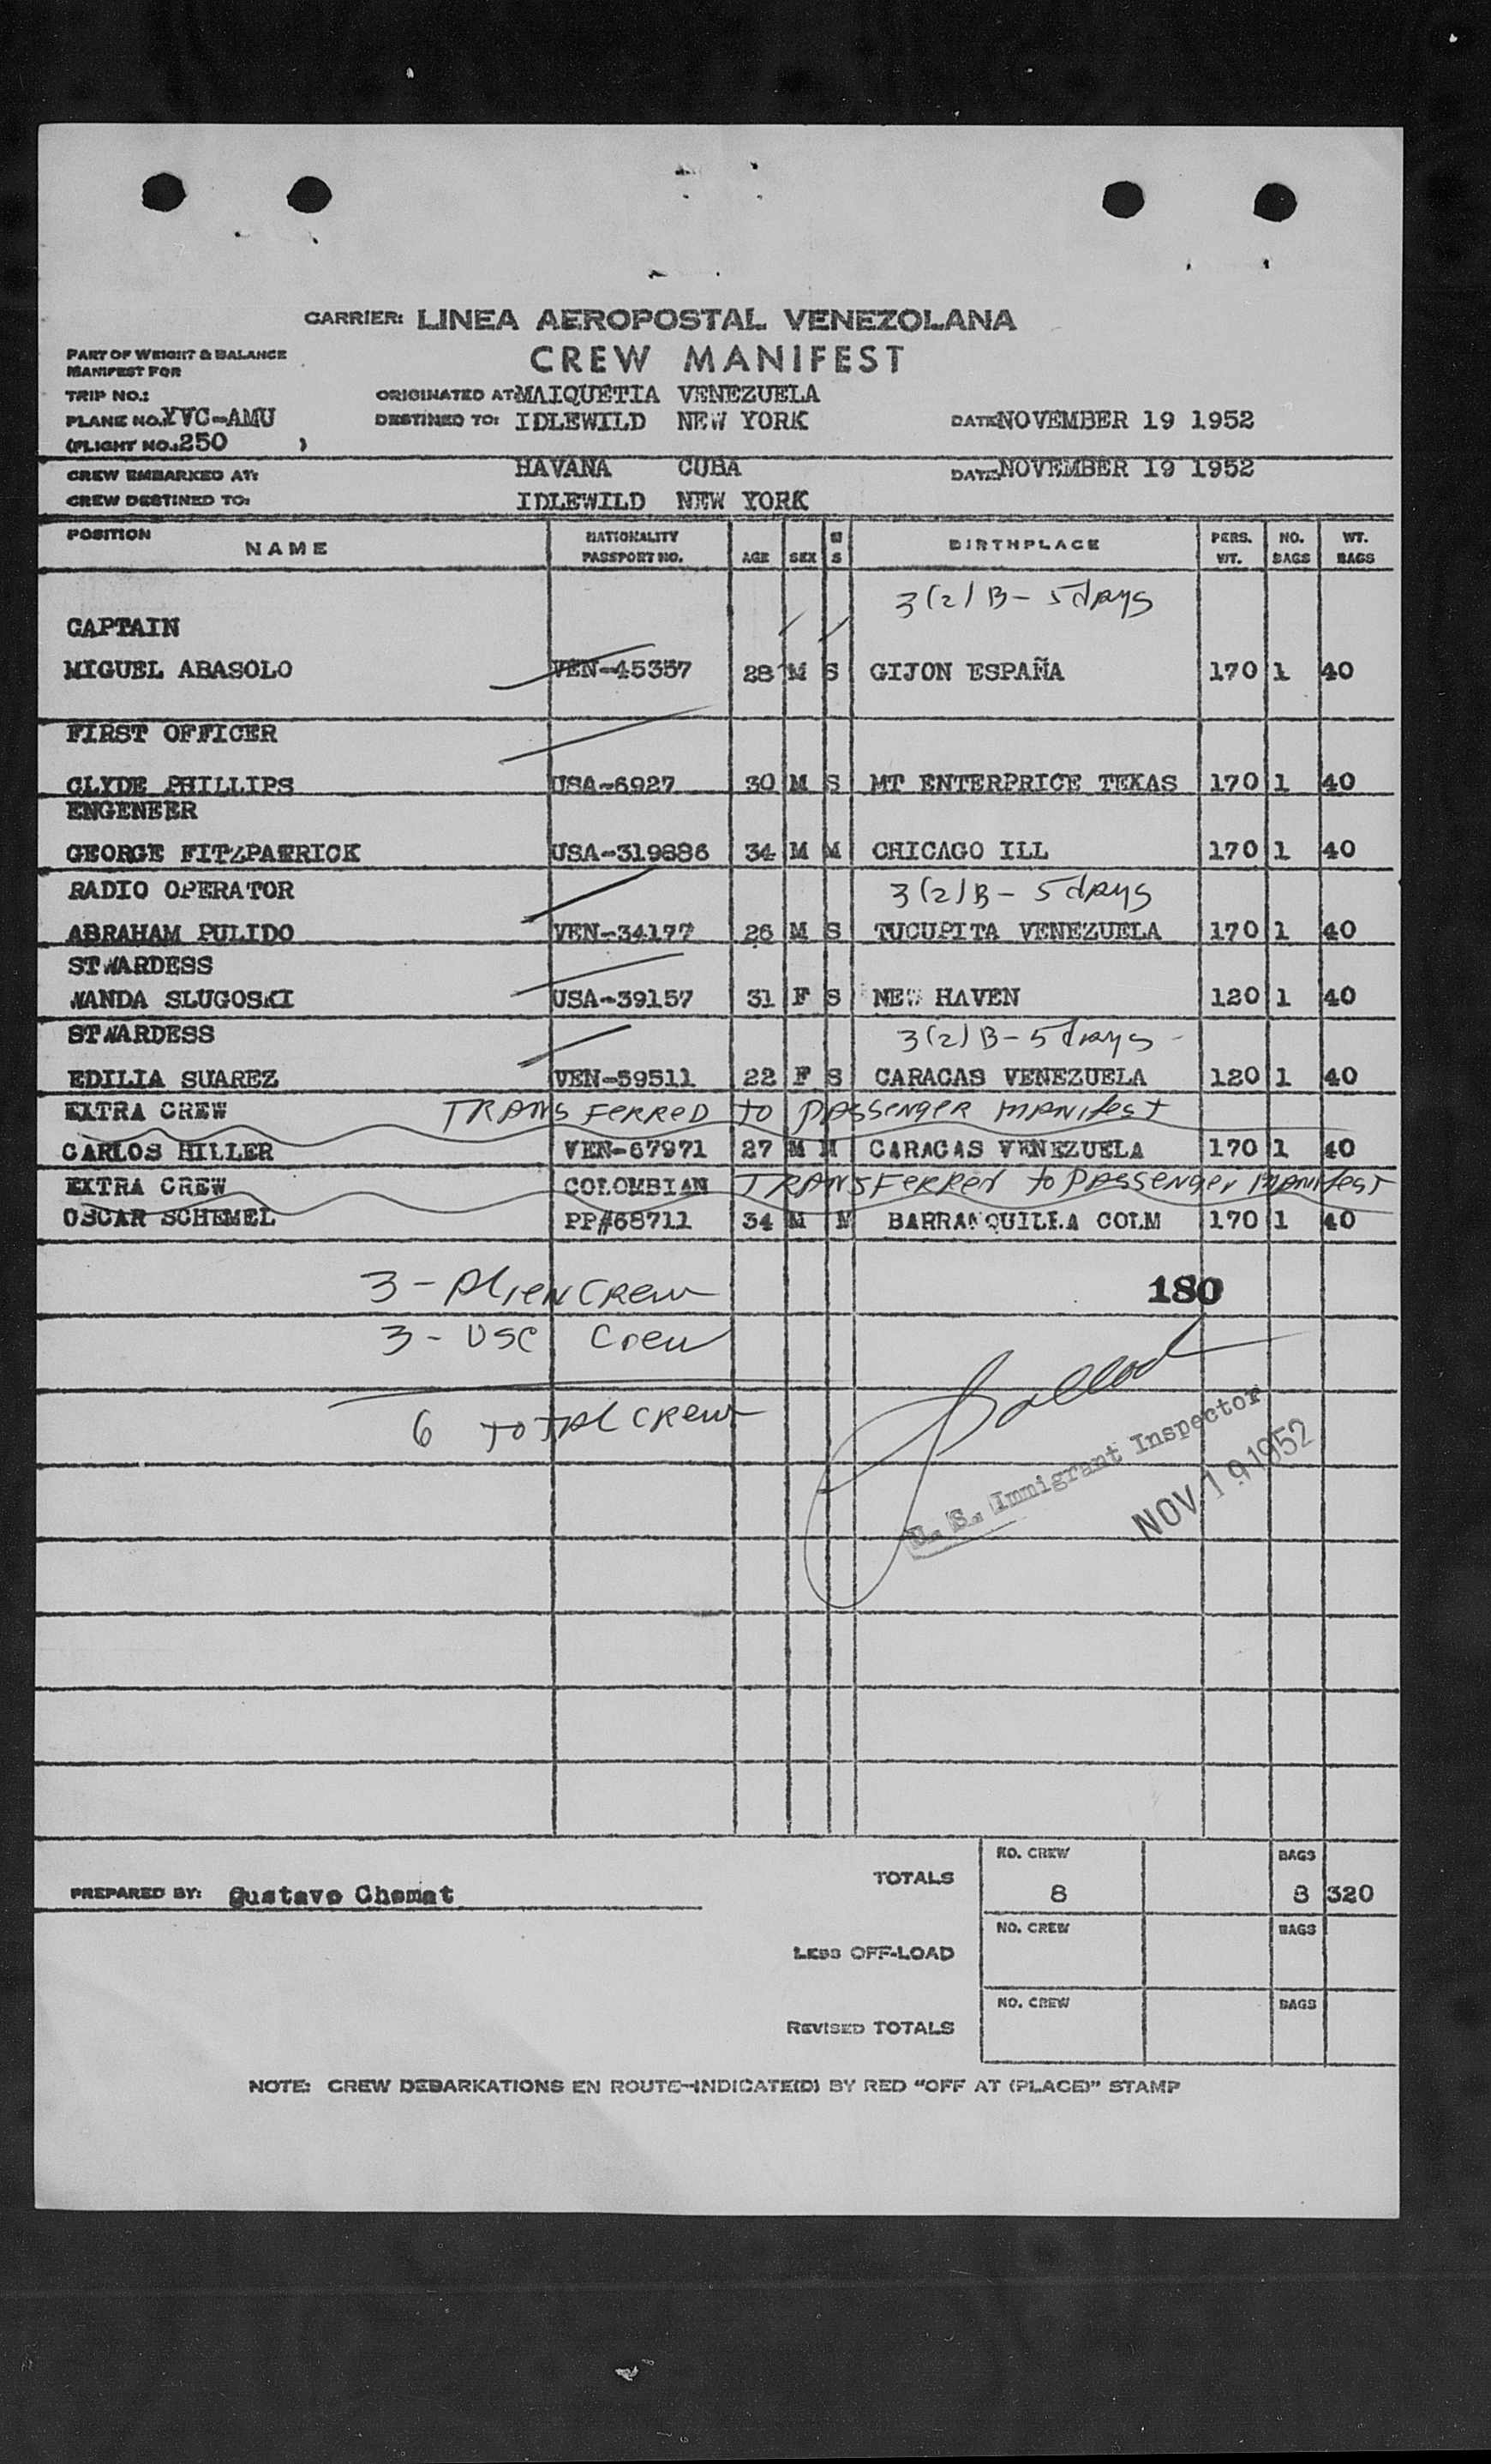 CARRIER: LINEA AEROPOSTAL VENEZOLANA
PART OF WEIGHT & BALANCE
MANIFEST FOR
CREW MANIFEST
TRIP NO.:
ORIGINATED AT: MAIQUETIA VENEZUELA
PLANE NO. YVC-AMU
DESTINED TO: IDLEWILD NEW YORK
DATE: NOVEMBER 19 1952
(FLIGHT NO.: 250 )
CREW EMBARKED AT: HAVANA CUBA
DATE: NOVEMBER 19 1952
CREW DESTINED TO: IDLEWILD NEW YORK
POSITION NAME NATIONALITY PASSPORT NO. AGE SEX M S BIRTHPLACE PERS. WT. NO. BAGS WT. BAGS
3(2)B - 5 days
CAPTAIN
MIGUEL ABASOLO VEN-45357 28 M S GIJON ESPAÑA 170 1 40
FIRST OFFICER
CLYDE PHILLIPS USA-6927 30 M S MT ENTERPRICE TEXAS 170 1 40
ENGENEER
GEORGE FITZPAERICK USA-319886 34 M M CHICAGO ILL 170 1 40
RADIO OPERATOR 3(2)B - 5 days
ABRAHAM PULIDO VEN-34177 26 M S TUCUPITA VENEZUELA 170 1 40
STWARDESS
WANDA SLUGOSKI USA-39157 31 F S NEW HAVEN 120 1 40
STWARDESS 3(2)B - 5 days -
EDILIA SUAREZ VEN-59511 22 F S CARACAS VENEZUELA 120 1 40
EXTRA CREW TRANSFERRED to PASSENGER MANIFEST
CARLOS HILLER VEN-67971 27 M M CARACAS VENEZUELA 170 1 40
EXTRA CREW COLOMBIAN TRANSFERRED to PASSENGER MANIFEST
OSCAR SCHEMEL PP#68711 34 M M BARRANQUILLA COLM 170 1 40
3 - Alien Crew
180
3 - USC Crew
6 Total Crew
U. S. Immigrant Inspector
NOV 19 1952
NO. CREW BAGS
TOTALS 8 8 320
PREPARED BY: Gustavo Chemat
NO. CREW BAGS
LESS OFF-LOAD
NO. CREW BAGS
REVISED TOTALS
NOTE: CREW DEBARKATIONS EN ROUTE-INDICATE(D) BY RED "OFF AT (PLACE)" STAMP